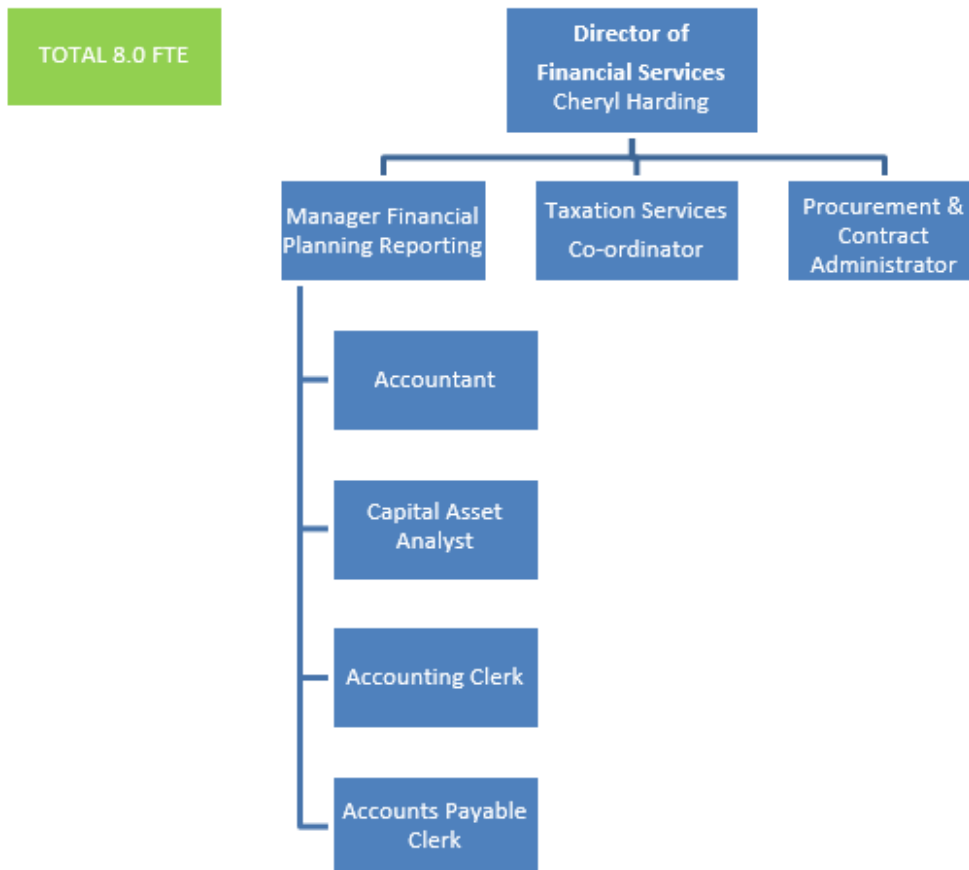 TOTAL 8.0 FTE
Director of
Financial Services
Cheryl Harding
Manager Financial
Planning Reporting
Taxation Services
Co-ordinator
Procurement &
Contract
Administrator
Accountant
Capital Asset
Analyst
Accounting Clerk
Accounts Payable
Clerk